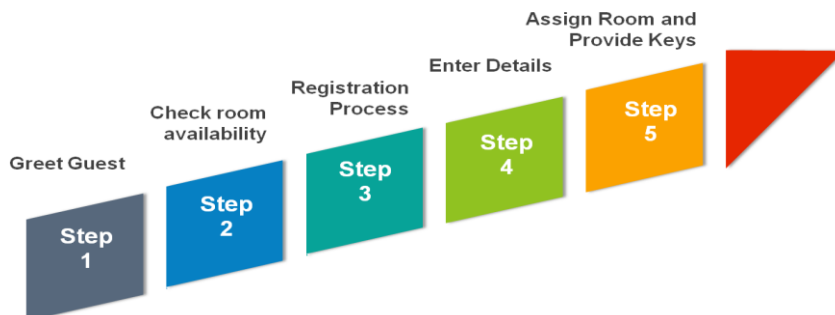 Greet Guest
Step
1
Check room
availability
Step
2
Registration
Process
Step
3
Enter Details
Step
4
Assign Room and
Provide Keys
Step
5